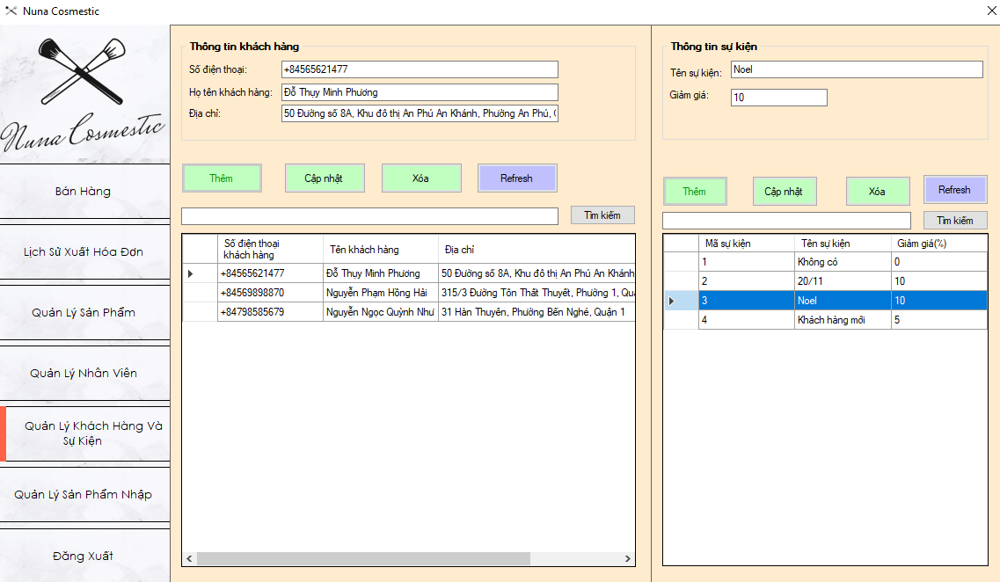 Nuna Cosmestic
Nuna Cosmestic
Bán Hàng
Lịch Sử Xuất Hóa Đơn
Quản Lý Sản Phẩm
Quản Lý Nhân Viên
Quản Lý Khách Hàng Và
Sự Kiện
Quản Lý Sản Phẩm Nhập
Đăng Xuất
Thông tin khách hàng
Số điện thoại: +84565621477
Họ tên khách hàng: Đỗ Thụy Minh Phương
Địa chỉ: 50 Đường số 8A, Khu đô thị An Phú An Khánh, Phường An Phú,
Thêm Cập nhật Xóa Refresh
Tìm kiếm
Số điện thoại
khách hàng
Tên khách hàng Địa chỉ
+84565621477 Đỗ Thụy Minh Phương 50 Đường số 8A, Khu đô thị An Phú An Khánh
+84569898870 Nguyễn Phạm Hồng Hải 315/3 Đường Tôn Thất Thuyết, Phường 1,
+84798585679 Nguyễn Ngọc Quỳnh Như 31 Hàn Thuyên, Phường Bến Nghé, Quận 1
Thông tin sự kiện
Tên sự kiện: Noel
Giảm giá: 10
Thêm Cập nhật Xóa Refresh
Tìm kiếm
Mã sự kiện Tên sự kiện Giảm giá(%)
1 Không có 0
2 20/11 10
3 Noel 10
4 Khách hàng mới 5